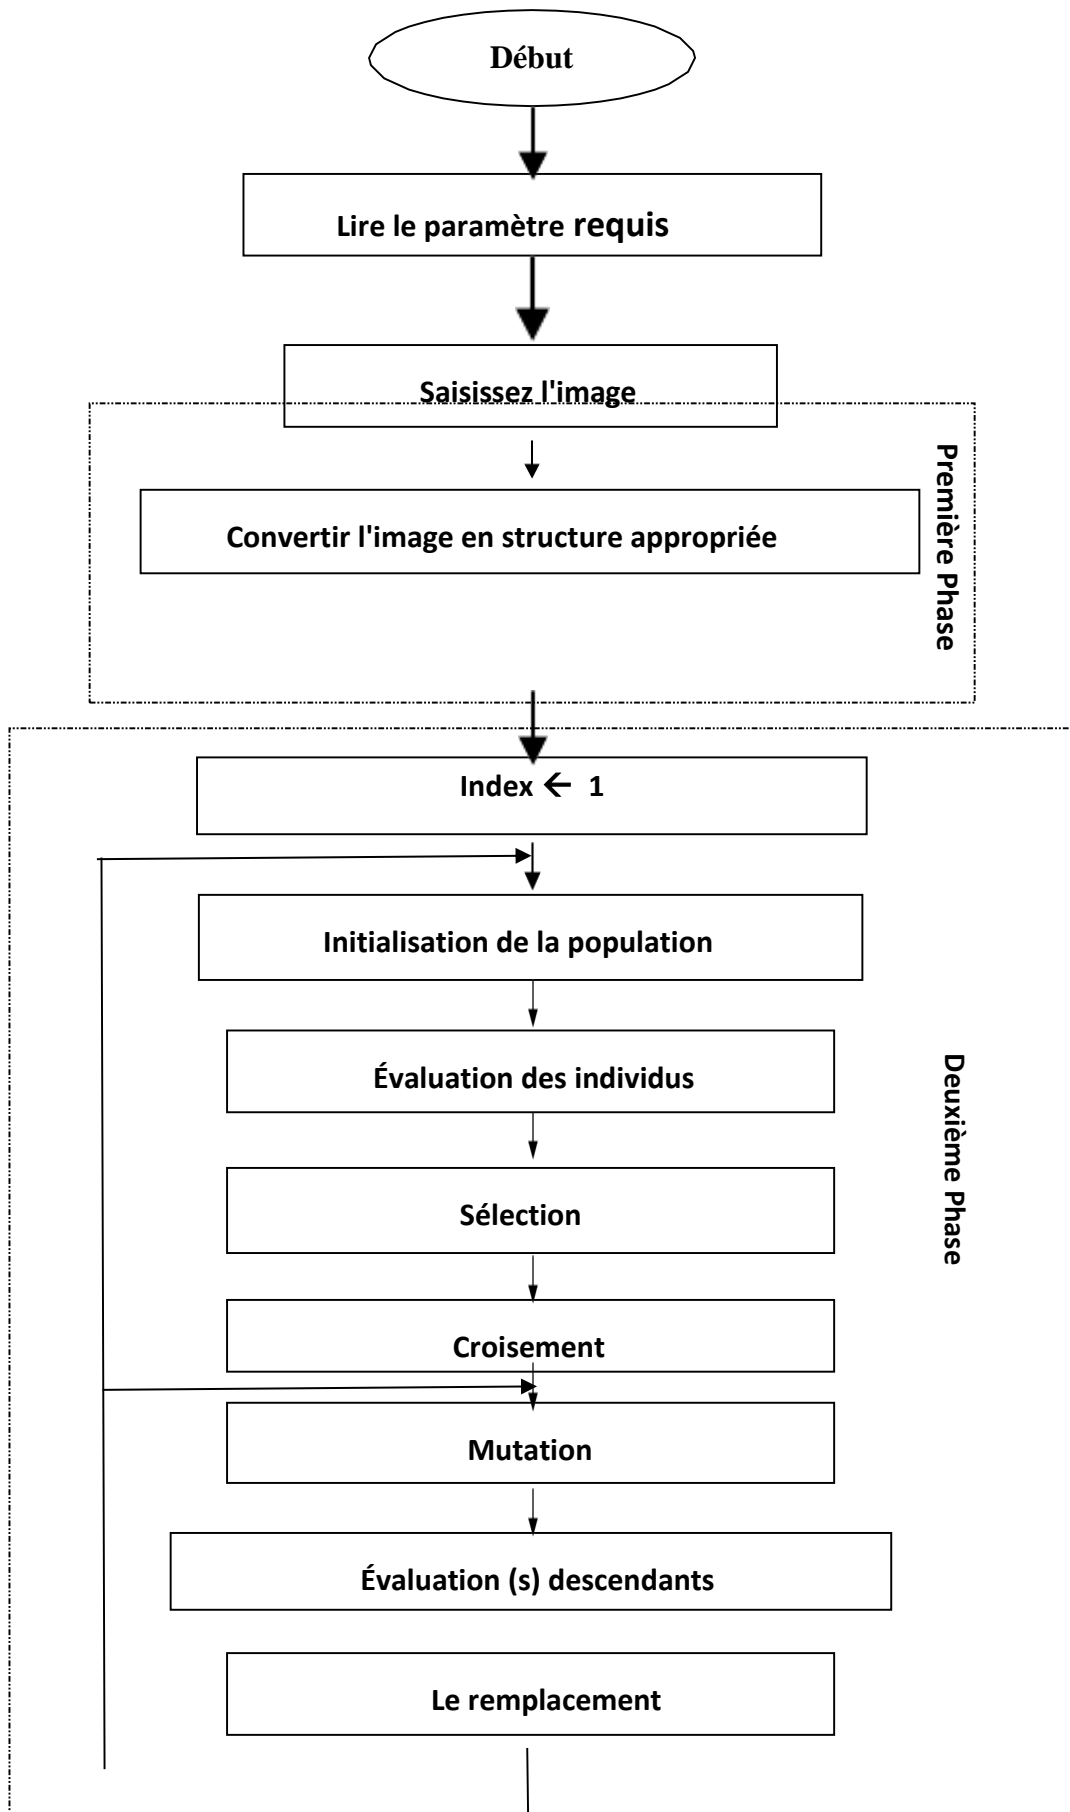 Début
Lire le paramètre requis
Saisissez l'image
Première Phase
Convertir l'image en structure appropriée
Index ← 1
Initialisation de la population
Évaluation des individus
Deuxième Phase
Sélection
Croisement
Mutation
Évaluation (s) descendants
Le remplacement